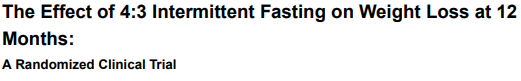 The Effect of 4:3 Intermittent Fasting on Weight Loss at 12
Months:
A Randomized Clinical Trial